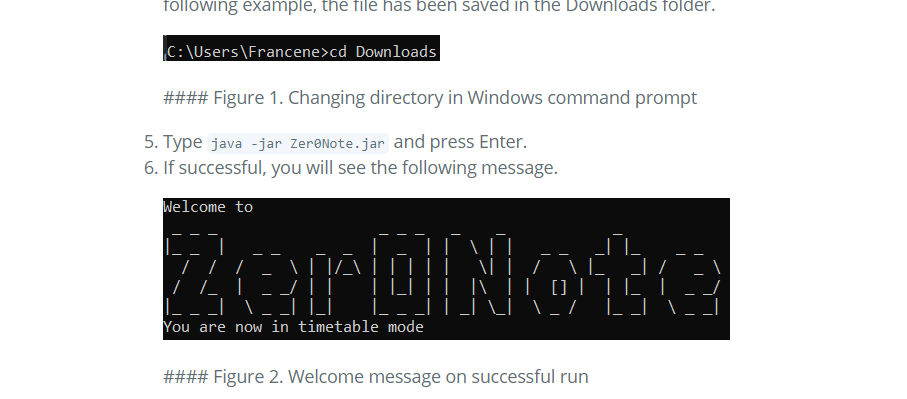 following example, the file has been saved in the Downloads folder.
C:\Users\Francene>cd Downloads
#### Figure 1. Changing directory in Windows command prompt
5. Type java -jar Zer0Note.jar and press Enter.
6. If successful, you will see the following message.
Welcome to
Zer0Note
You are now in timetable mode
#### Figure 2. Welcome message on successful run